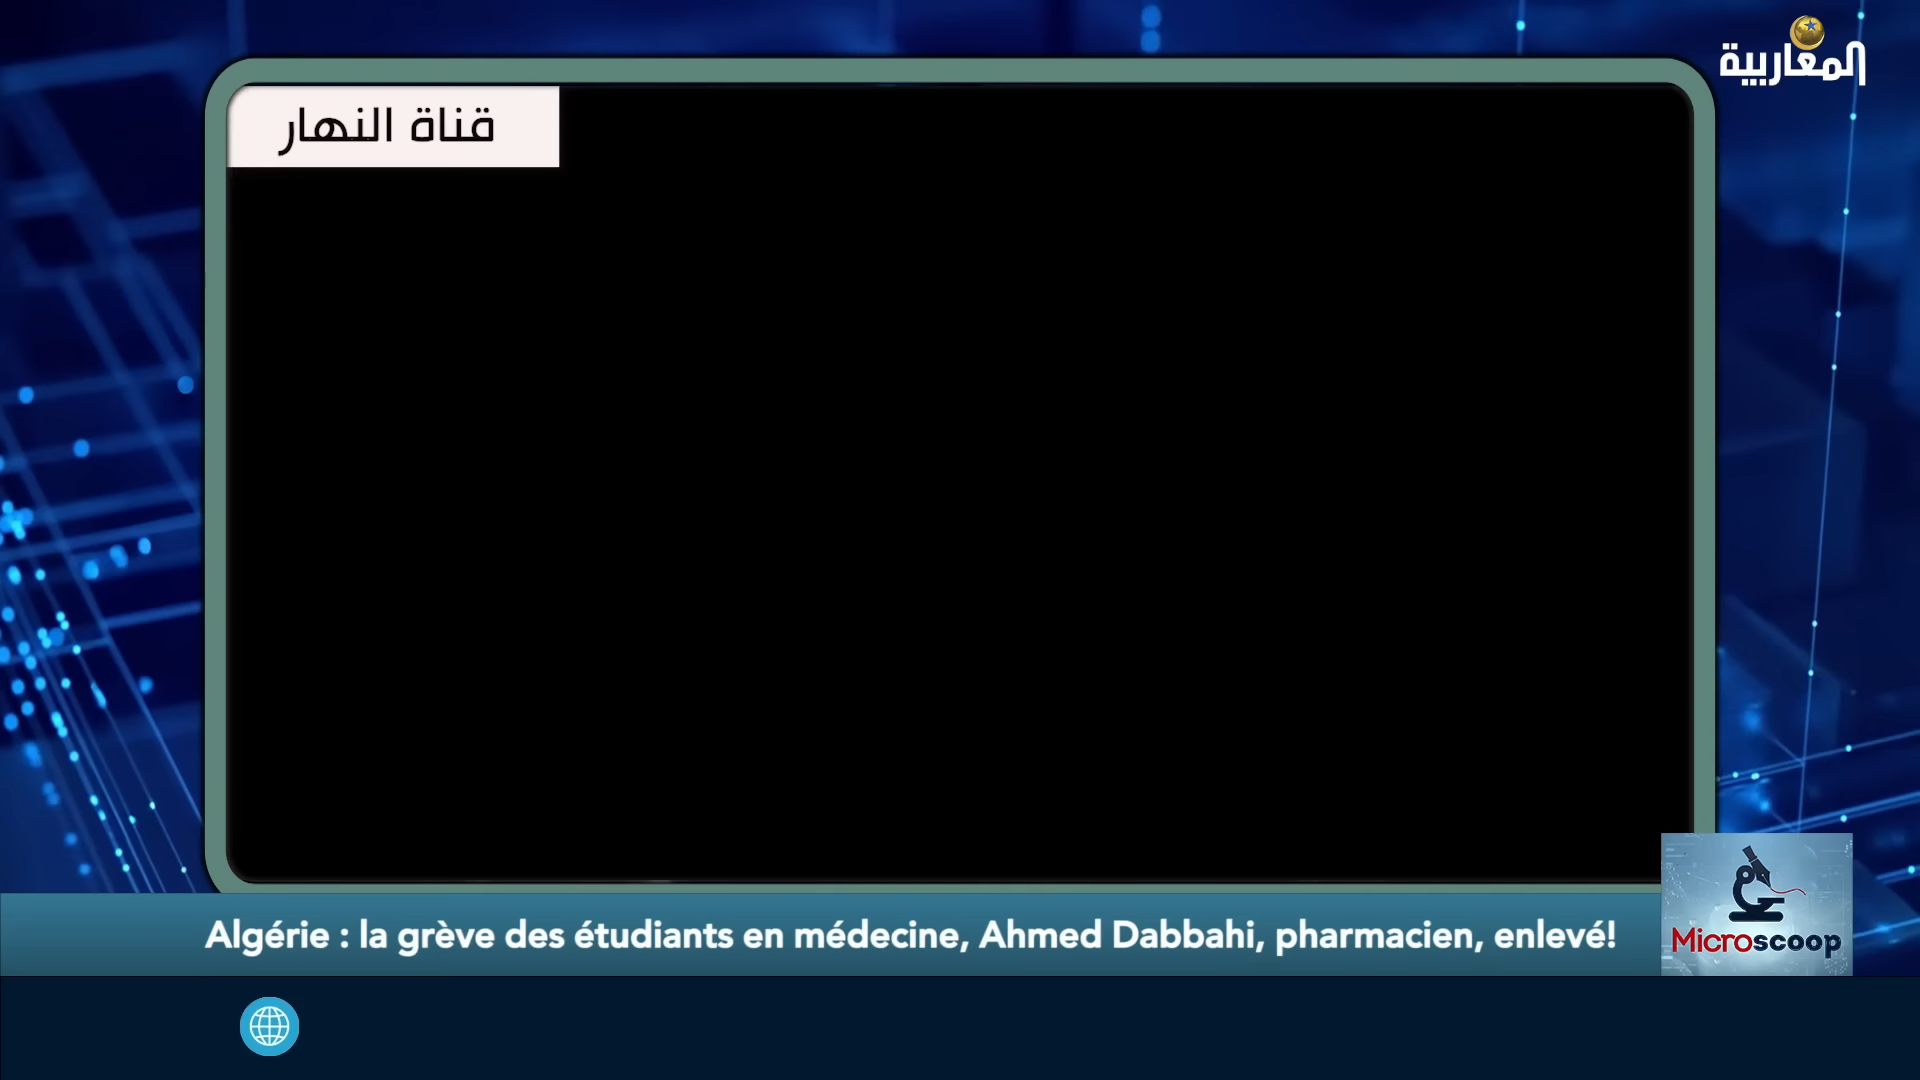 المغاربية
قناة النهار
Algérie : la grève des étudiants en médecine, Ahmed Dabbahi, pharmacien, enlevé!
Microscoop